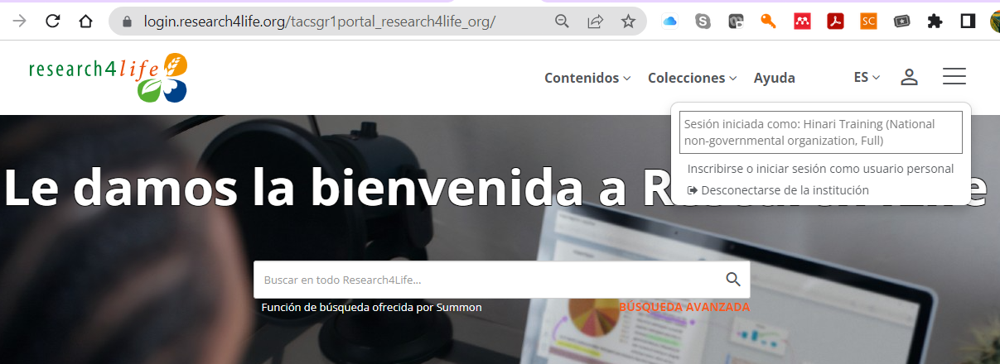 login.research4life.org/tacsgr1portal_research4life_org/
SC
research4life
Contenidos
Colecciones
Ayuda
ES
Sesión iniciada como: Hinari Training (National
non-governmental organization, Full)
Inscribirse o iniciar sesión como usuario personal
Desconectarse de la institución
Le damos la bienvenida a
Buscar en todo Research4Life...
Función de búsqueda ofrecida por Summon
BÚSQUEDA AVANZADA